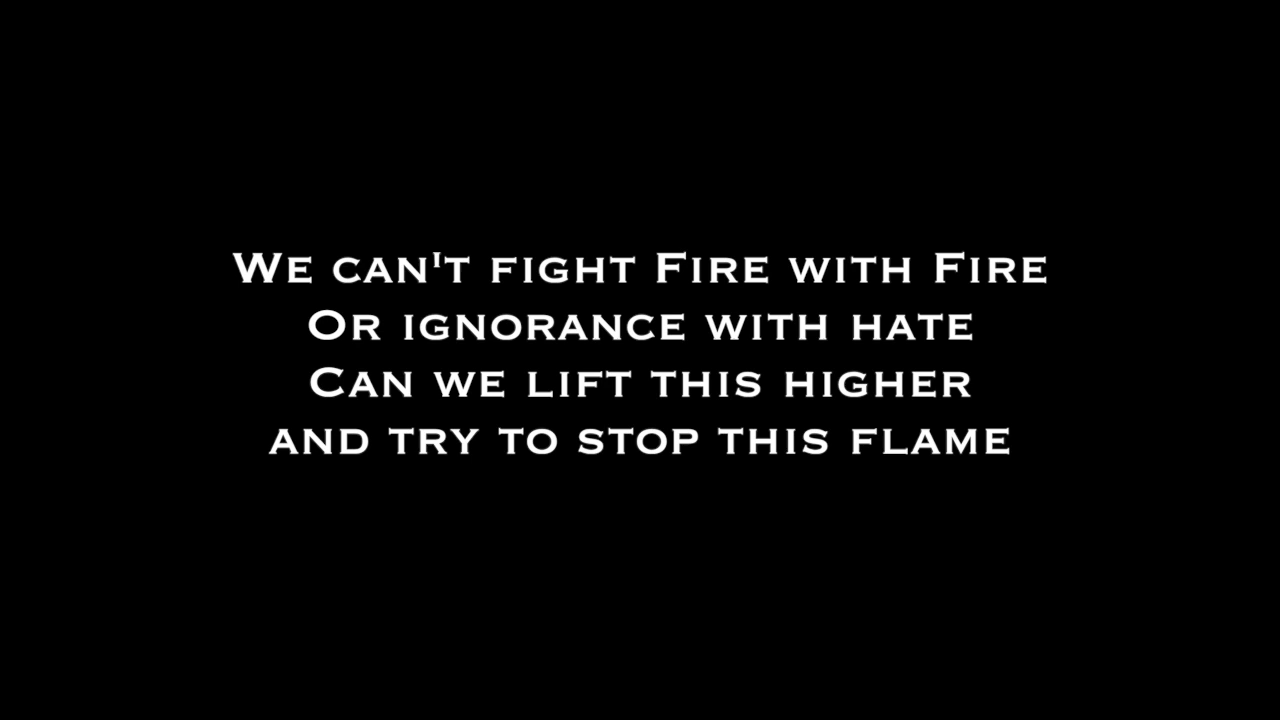 We can't fight Fire with Fire
Or ignorance with hate
Can we lift this higher
and try to stop this flame